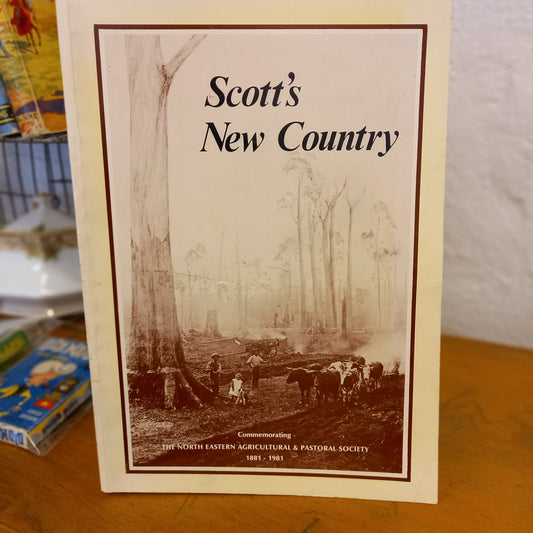 Scott's
New Country
Commemorating
THE NORTH EASTERN AGRICULTURAL & PASTORAL SOCIETY
1881 - 1981